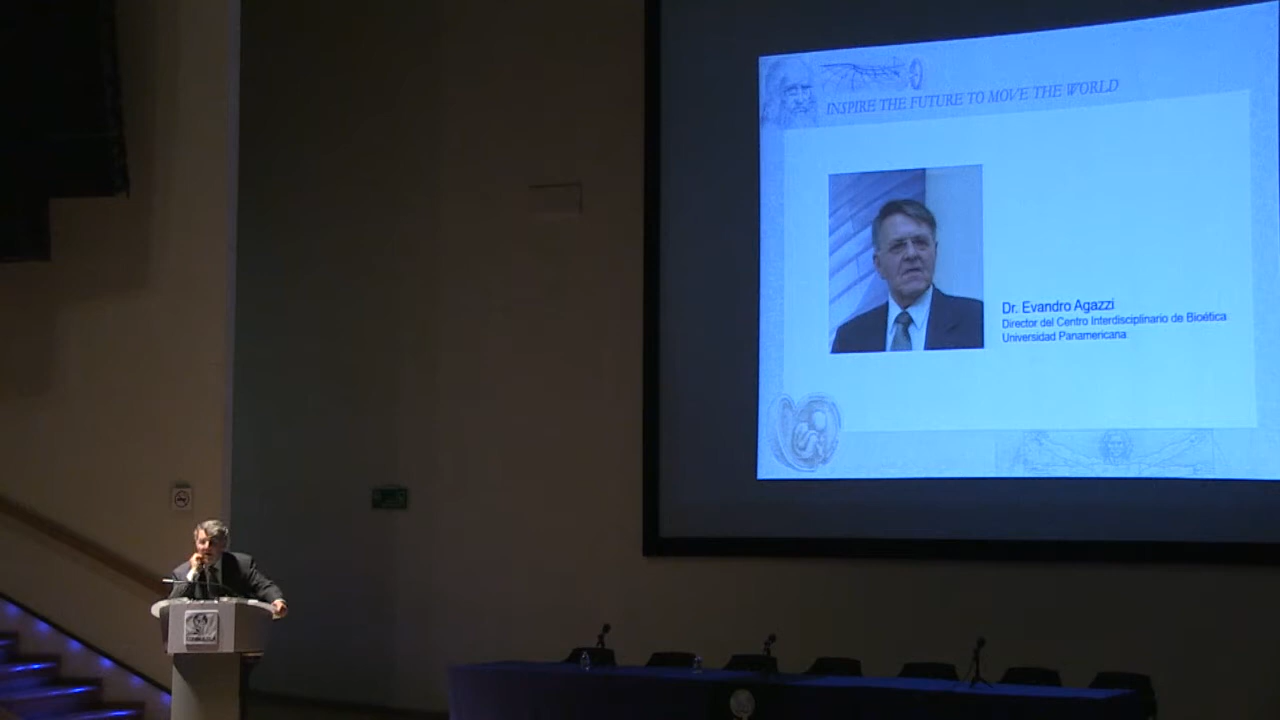 INSPIRE THE FUTURE TO MOVE THE WORLD
Dr. Evandro Agazzi
Director del Centro Interdisciplinario de Bioética
Universidad Panamericana